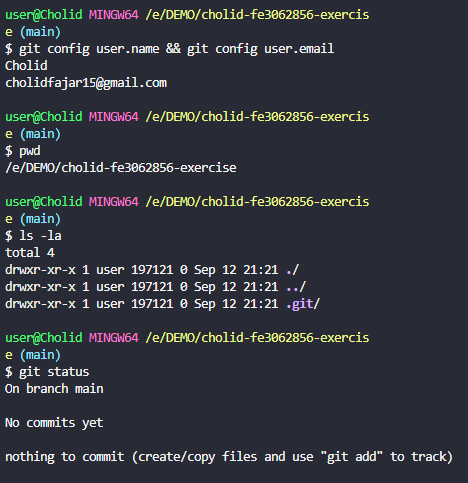 user@Cholid MINGW64 /e/DEMO/cholid-fe3062856-exercis
e (main)
$ git config user.name && git config user.email
Cholid
cholidfajar15@gmail.com

user@Cholid MINGW64 /e/DEMO/cholid-fe3062856-exercis
e (main)
$ pwd
/e/DEMO/cholid-fe3062856-exercise

user@Cholid MINGW64 /e/DEMO/cholid-fe3062856-exercis
e (main)
$ ls -la
total 4
drwxr-xr-x 1 user 197121 0 Sep 12 21:21 ./
drwxr-xr-x 1 user 197121 0 Sep 12 21:21 ../
drwxr-xr-x 1 user 197121 0 Sep 12 21:21 .git/

user@Cholid MINGW64 /e/DEMO/cholid-fe3062856-exercis
e (main)
$ git status
On branch main

No commits yet

nothing to commit (create/copy files and use "git add" to track)